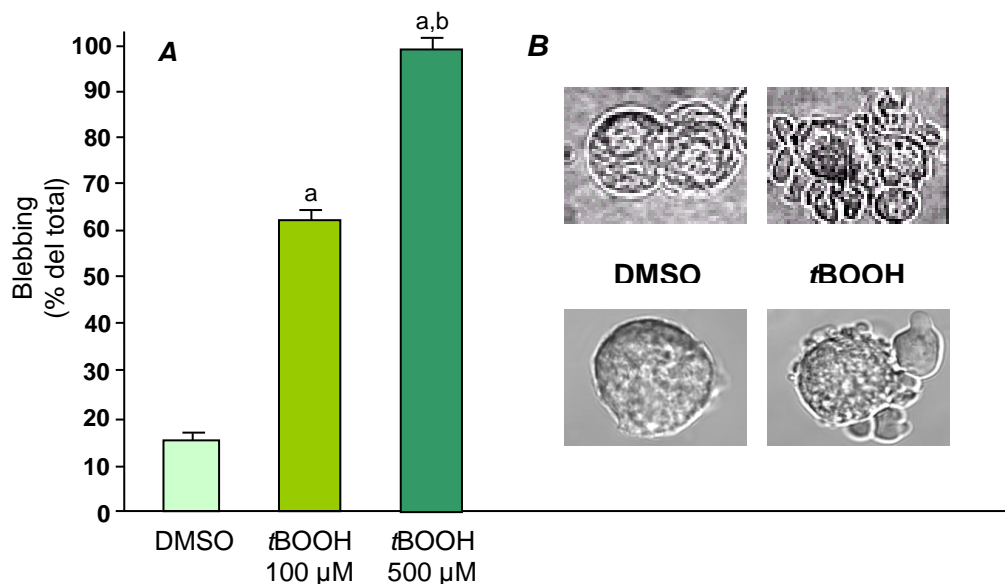 A
B
Blebbing
(% del total)
100
90
80
70
60
50
40
30
20
10
0
a
a,b
DMSO
tBOOH
100 µM
tBOOH
500 µM
DMSO
tBOOH